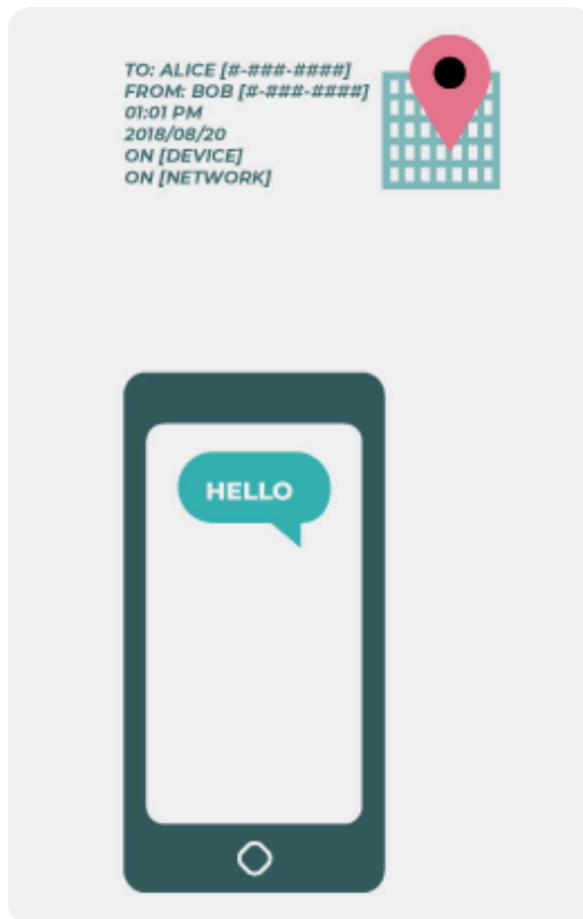 TO: ALICE [#-###-####]
FROM: BOB [#-###-####]
01:01 PM
2018/08/20
ON [DEVICE]
ON [NETWORK]
HELLO